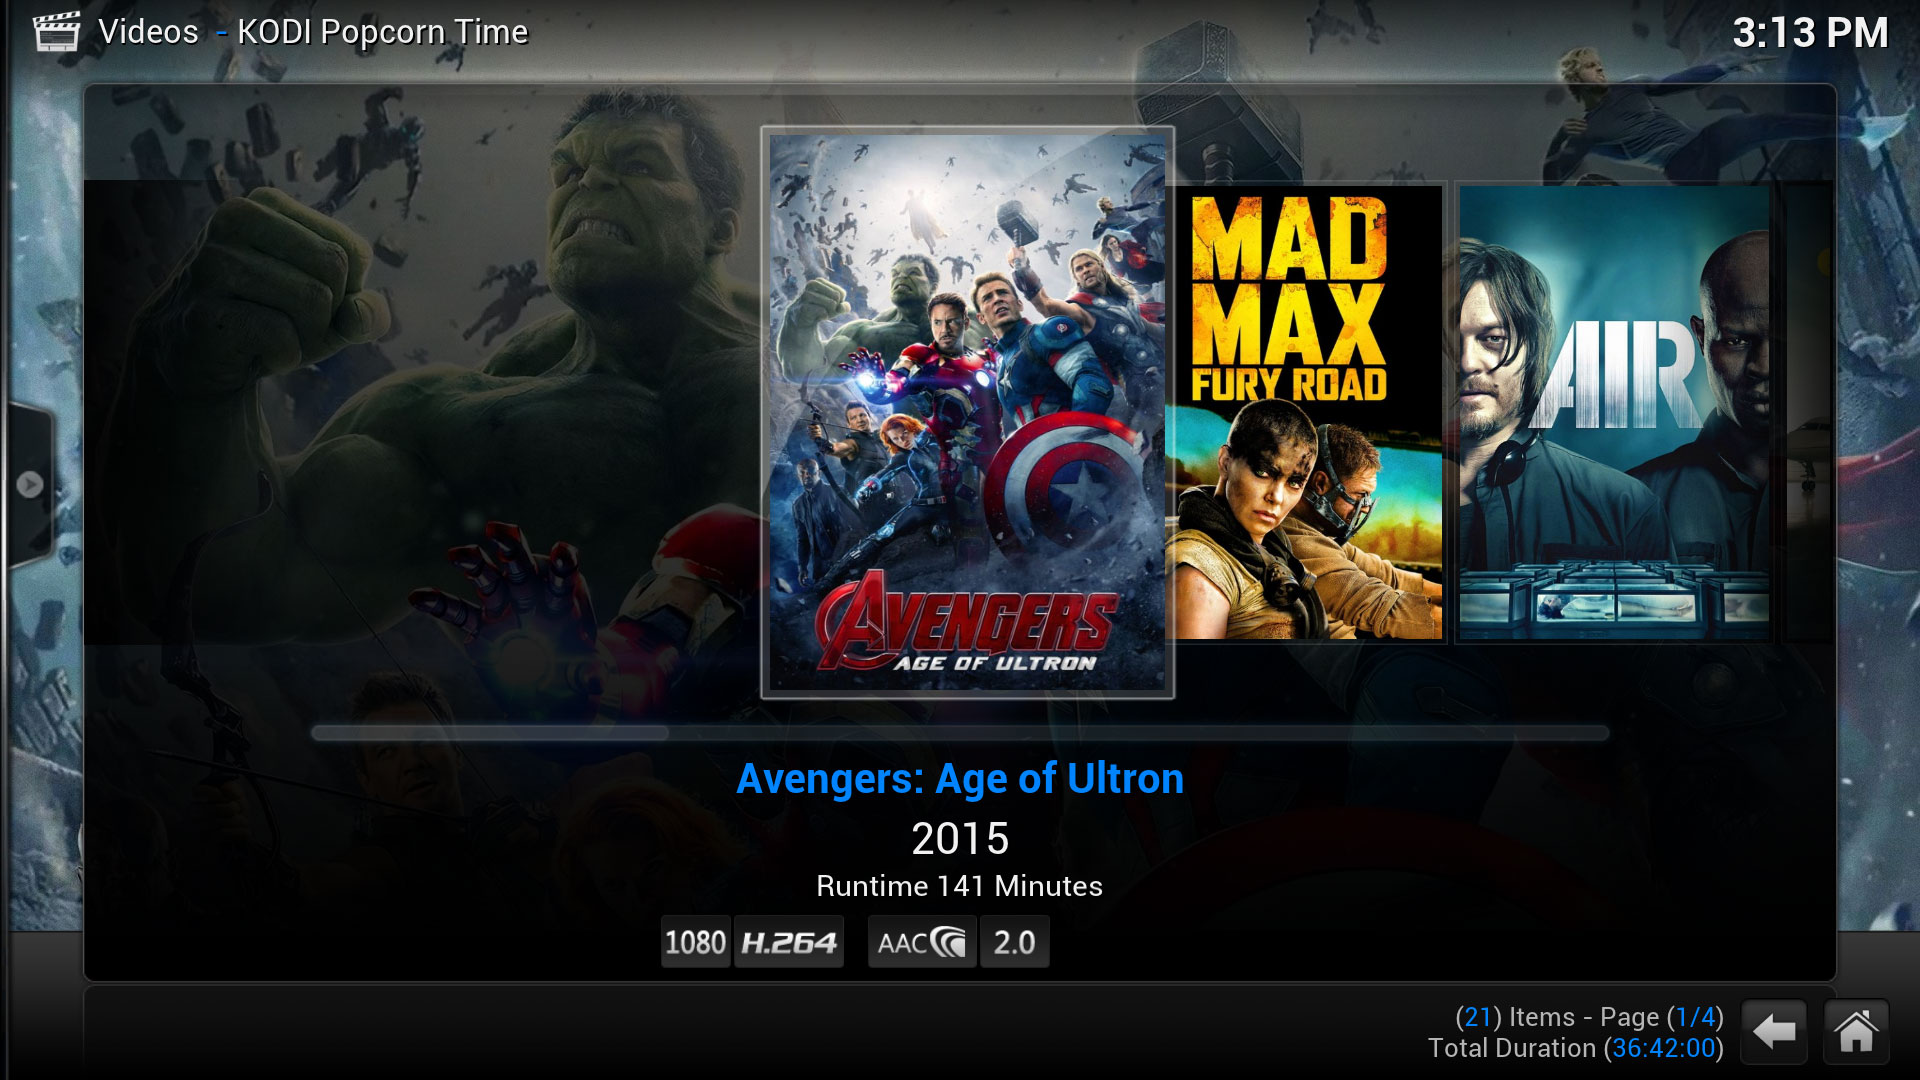 Videos - KODI Popcorn Time
3:13 PM
AVENGERS
AGE OF ULTRON
MAD
MAX
FURY ROAD
AIR
Avengers: Age of Ultron
2015
Runtime 141 Minutes
1080 H.264 AAC 2.0
(21) Items - Page (1/4)
Total Duration (36:42:00)